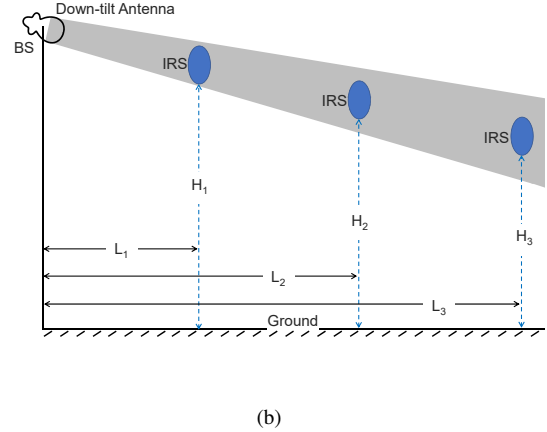 Down-tilt Antenna
BS
IRS
IRS
IRS
H₁
H₂
H₃
L₁
L₂
L₃
Ground
(b)